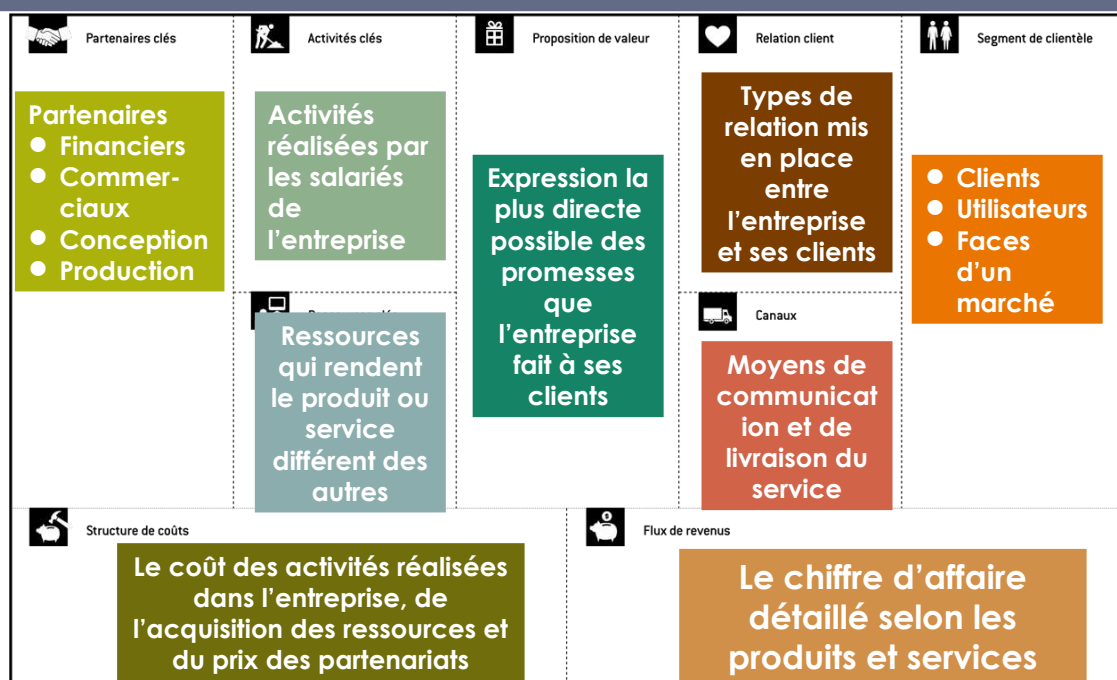 Partenaires clés
Partenaires
● Financiers
● Commer-
ciaux
● Conception
● Production
Activités clés
Activités
réalisées par
les salariés
de
l'entreprise
Ressources
qui rendent
le produit ou
service
différent des
autres
Proposition de valeur
Expression la
plus directe
possible des
promesses
que
l'entreprise
fait à ses
clients
Relation client
Types de
relation mis
en place
entre
l'entreprise
et ses clients
Canaux
Moyens de
communicat
ion et de
livraison du
service
Segment de clientèle
● Clients
● Utilisateurs
● Faces
d'un
marché
Structure de coûts
Le coût des activités réalisées
dans l'entreprise, de
l'acquisition des ressources et
du prix des partenariats
Flux de revenus
Le chiffre d'affaire
détaillé selon les
produits et services